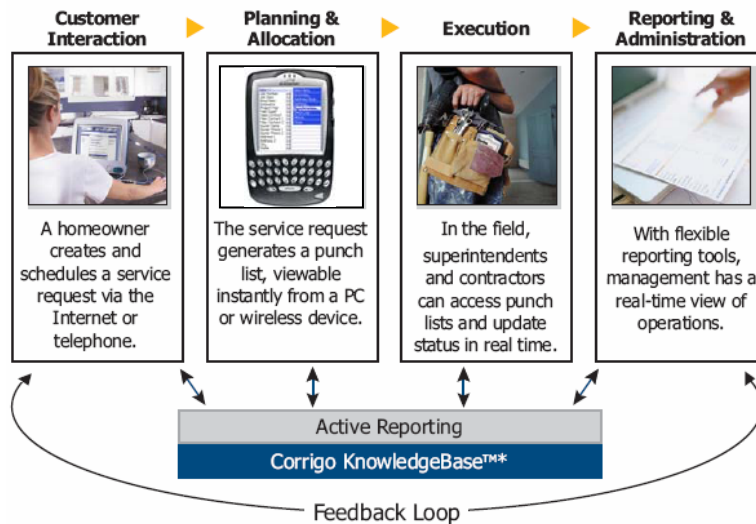 Customer
Interaction
Planning &
Allocation
Execution
Reporting &
Administration
A homeowner
creates and
schedules a service
request via the
Internet or
telephone.
The service request
generates a punch
list, viewable
instantly from a PC
or wireless device.
In the field,
superintendents
and contractors
can access punch
lists and update
status in real time.
With flexible
reporting tools,
management has a
real-time view of
operations.
Active Reporting
Corrigo KnowledgeBase™*
Feedback Loop